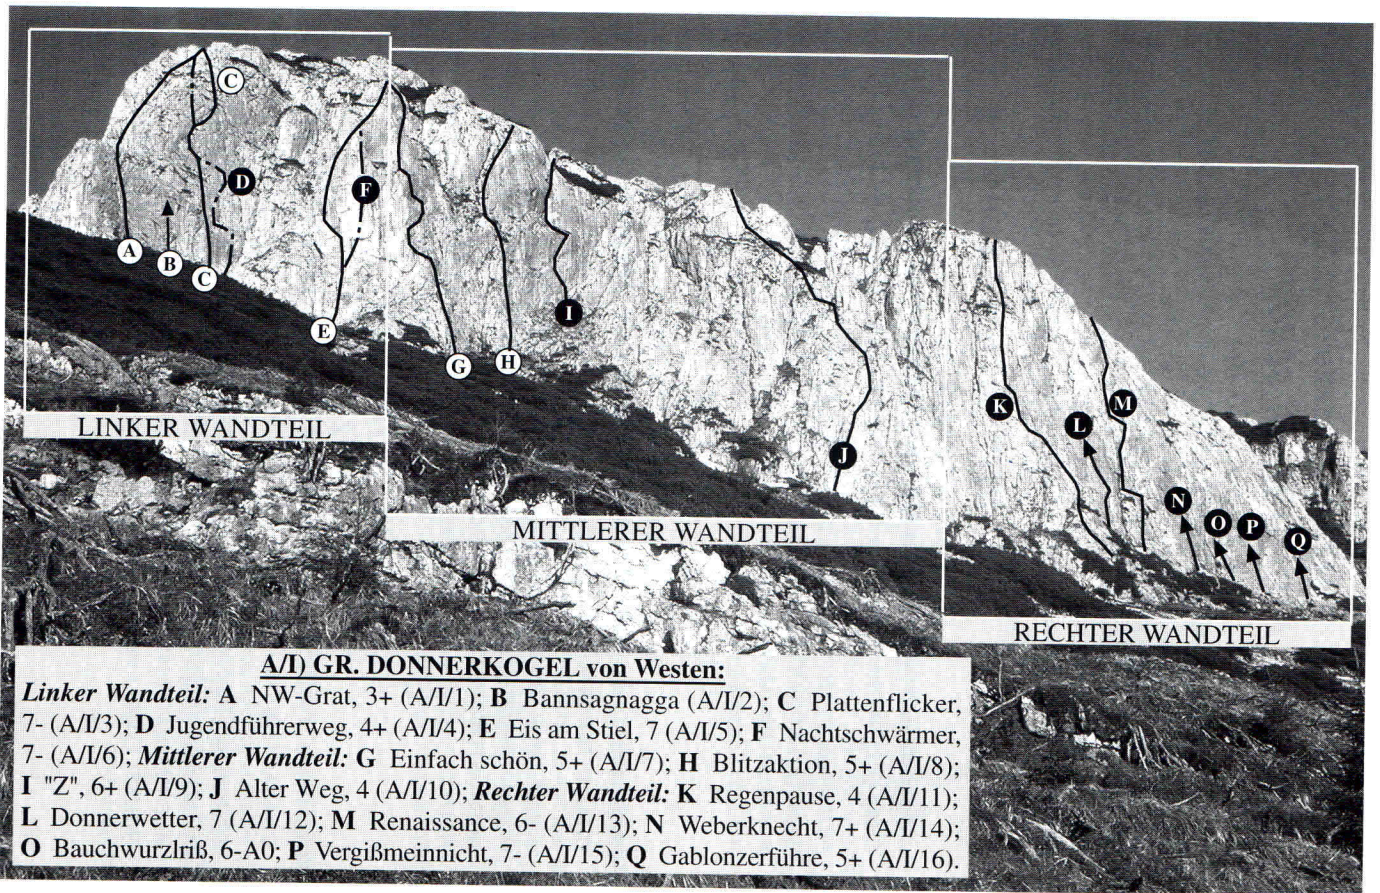 C
D
F
A
B
C
E
I
G
H
K
M
L
J
N
O
P
Q
LINKER WANDTEIL
MITTLERER WANDTEIL
RECHTER WANDTEIL
A/I) GR. DONNERKOGEL von Westen:
Linker Wandteil: A NW-Grat, 3+ (A/I/1); B Bannsagnagga (A/I/2); C Plattenflicker,
7- (A/I/3); D Jugendführerweg, 4+ (A/I/4); E Eis am Stiel, 7 (A/I/5); F Nachtschwärmer,
7- (A/I/6); Mittlerer Wandteil: G Einfach schön, 5+ (A/I/7); H Blitzaktion, 5+ (A/I/8);
I "Z", 6+ (A/I/9); J Alter Weg, 4 (A/I/10); Rechter Wandteil: K Regenpause, 4 (A/I/11);
L Donnerwetter, 7 (A/I/12); M Renaissance, 6- (A/I/13); N Weberknecht, 7+ (A/I/14);
O Bauchwurzlriß, 6-A0; P Vergißmeinnicht, 7- (A/I/15); Q Gablonzerführe, 5+ (A/I/16).